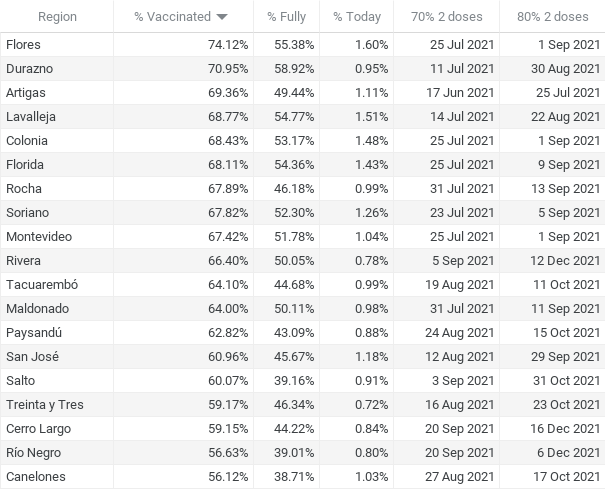 Region % Vaccinated % Fully % Today 70% 2 doses 80% 2 doses
Flores 74.12% 55.38% 1.60% 25 Jul 2021 1 Sep 2021
Durazno 70.95% 58.92% 0.95% 11 Jul 2021 30 Aug 2021
Artigas 69.36% 49.44% 1.11% 17 Jun 2021 25 Jul 2021
Lavalleja 68.77% 54.77% 1.51% 14 Jul 2021 22 Aug 2021
Colonia 68.43% 53.17% 1.48% 25 Jul 2021 1 Sep 2021
Florida 68.11% 54.36% 1.43% 25 Jul 2021 9 Sep 2021
Rocha 67.89% 46.18% 0.99% 31 Jul 2021 13 Sep 2021
Soriano 67.82% 52.30% 1.26% 23 Jul 2021 5 Sep 2021
Montevideo 67.42% 51.78% 1.04% 25 Jul 2021 1 Sep 2021
Rivera 66.40% 50.05% 0.78% 5 Sep 2021 12 Dec 2021
Tacuarembó 64.10% 44.68% 0.99% 19 Aug 2021 11 Oct 2021
Maldonado 64.00% 50.11% 0.98% 31 Jul 2021 11 Sep 2021
Paysandú 62.82% 43.09% 0.88% 24 Aug 2021 15 Oct 2021
San José 60.96% 45.67% 1.18% 12 Aug 2021 29 Sep 2021
Salto 60.07% 39.16% 0.91% 3 Sep 2021 31 Oct 2021
Treinta y Tres 59.17% 46.34% 0.72% 16 Aug 2021 23 Oct 2021
Cerro Largo 59.15% 44.22% 0.84% 20 Sep 2021 16 Dec 2021
Río Negro 56.63% 39.01% 0.80% 20 Sep 2021 6 Dec 2021
Canelones 56.12% 38.71% 1.03% 27 Aug 2021 17 Oct 2021